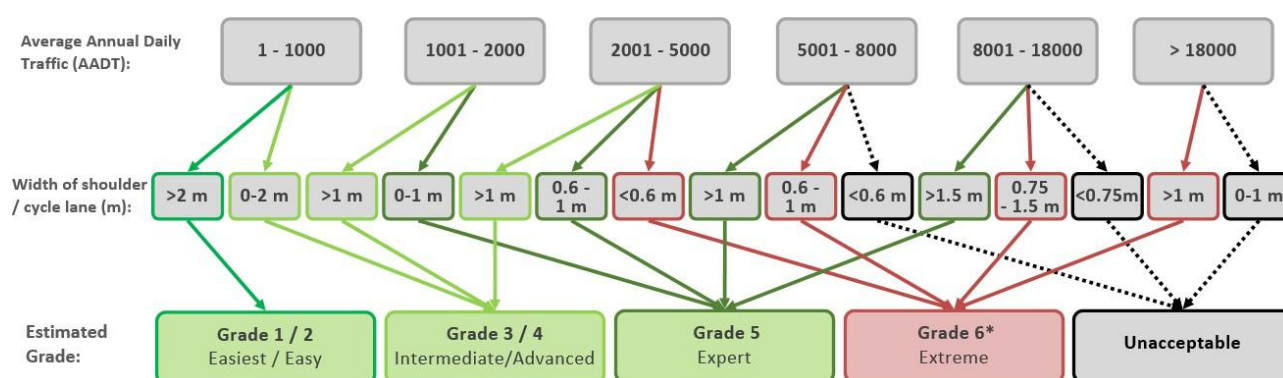 Average Annual Daily
Traffic (AADT):
1 - 1000
1001 - 2000
2001 - 5000
5001 - 8000
8001 - 18000
> 18000
Width of shoulder
/ cycle lane (m):
>2 m
0-2 m
>1 m
0-1 m
>1 m
0.6 -
1 m
<0.6 m
>1 m
0.6 -
1 m
<0.6 m
>1.5 m
0.75
- 1.5 m
<0.75m
>1 m
0-1 m
Estimated
Grade:
Grade 1 / 2
Easiest / Easy
Grade 3 / 4
Intermediate/Advanced
Grade 5
Expert
Grade 6*
Extreme
Unacceptable